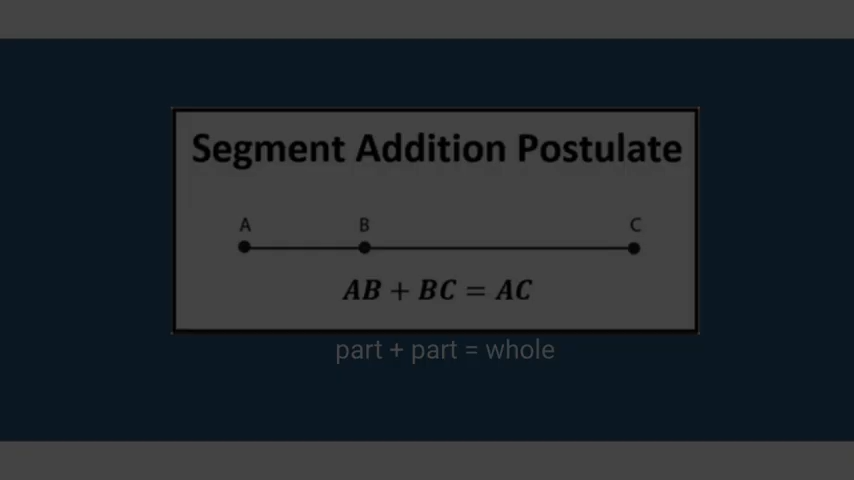 Segment Addition Postulate
A B C
AB + BC = AC
part + part = whole